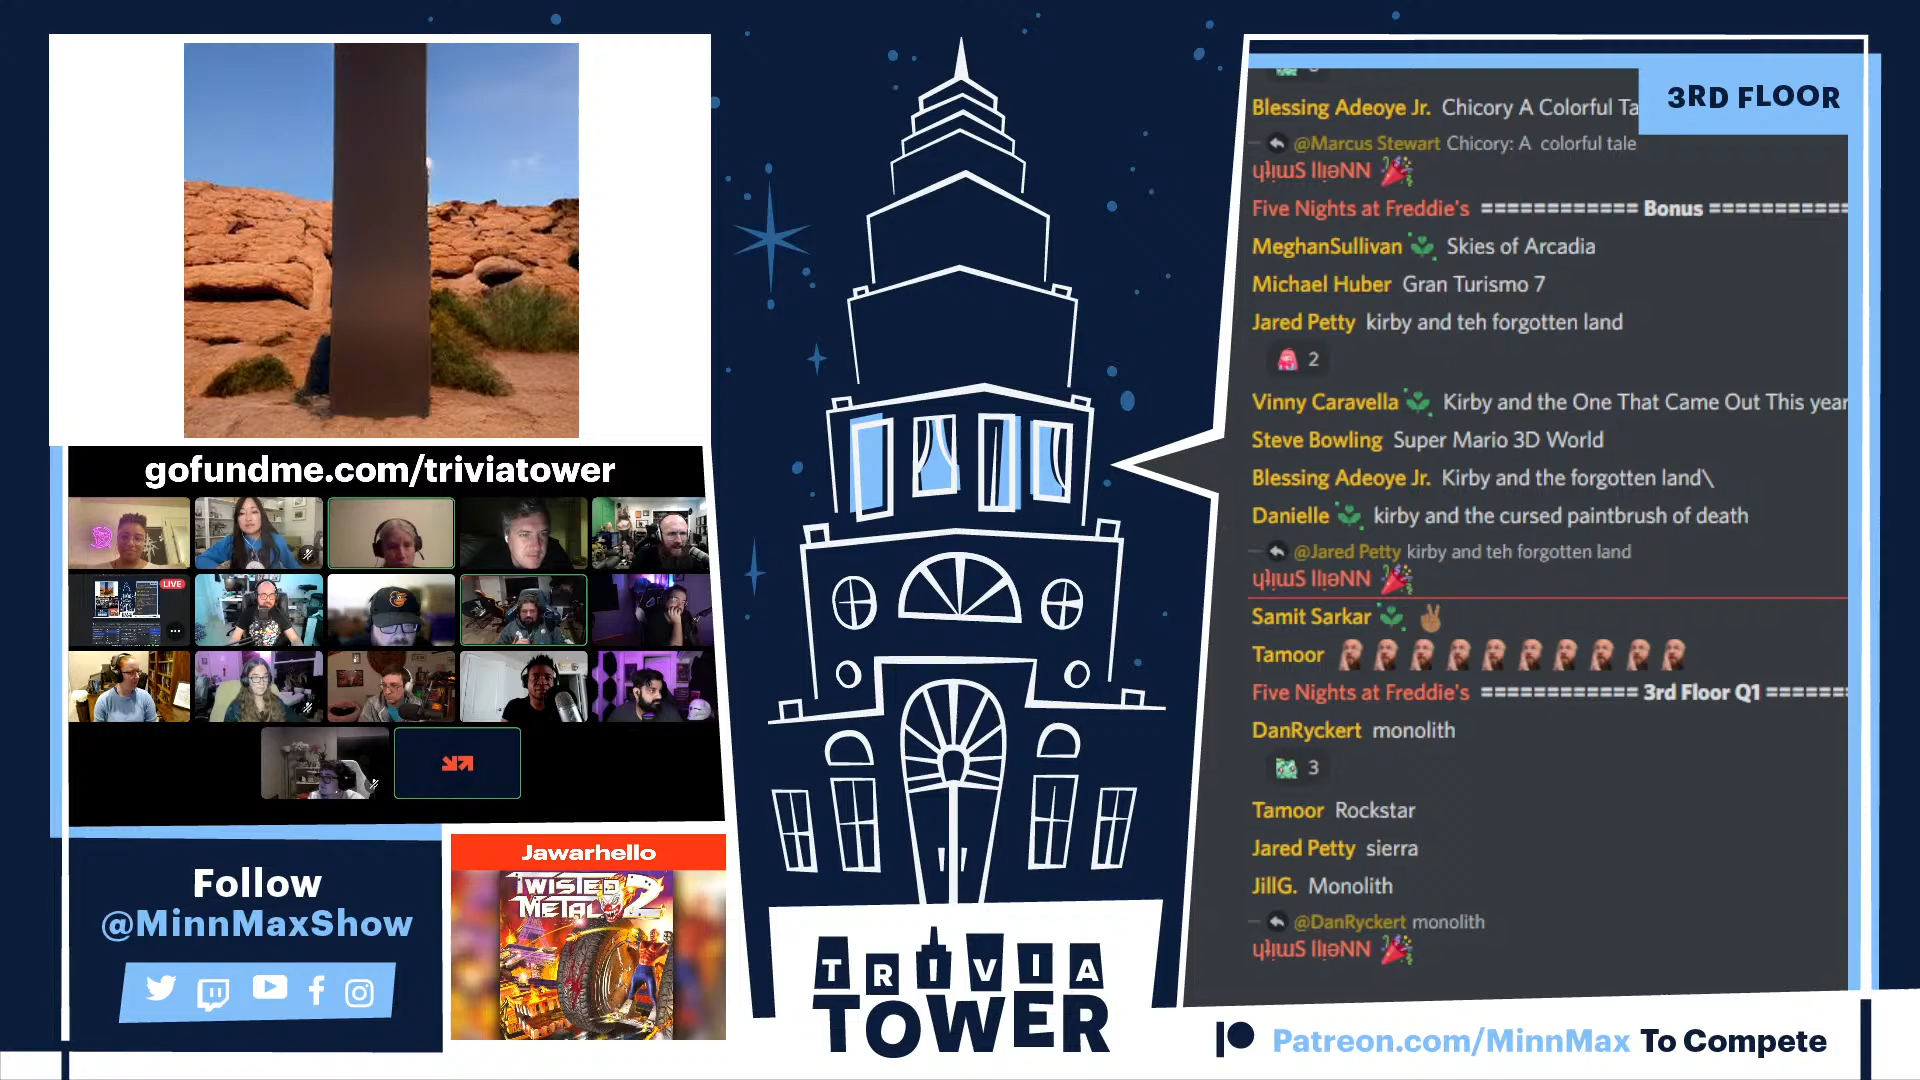 gofundme.com/triviatower
LIVE
Follow
@MinnMaxShow
Jawarhello
TWISTED
METAL 2
TRIVIA
TOWER
3RD FLOOR
Blessing Adeoye Jr. Chicory A Colorful Ta
@Marcus Stewart Chicory: A colorful tale
ɥʇᴉɯS llᴉǝNN 🎉
Five Nights at Freddie's ============ Bonus ===========
MeghanSullivan Skies of Arcadia
Michael Huber Gran Turismo 7
Jared Petty kirby and teh forgotten land
2
Vinny Caravella Kirby and the One That Came Out This year
Steve Bowling Super Mario 3D World
Blessing Adeoye Jr. Kirby and the forgotten land\
Danielle kirby and the cursed paintbrush of death
@Jared Petty kirby and teh forgotten land
ɥʇᴉɯS llᴉǝNN 🎉
Samit Sarkar ✌🏾
Tamoor
Five Nights at Freddie's ============ 3rd Floor Q1 =======
DanRyckert monolith
3
Tamoor Rockstar
Jared Petty sierra
JillG. Monolith
@DanRyckert monolith
ɥʇᴉɯS llᴉǝNN 🎉
Patreon.com/MinnMax To Compete